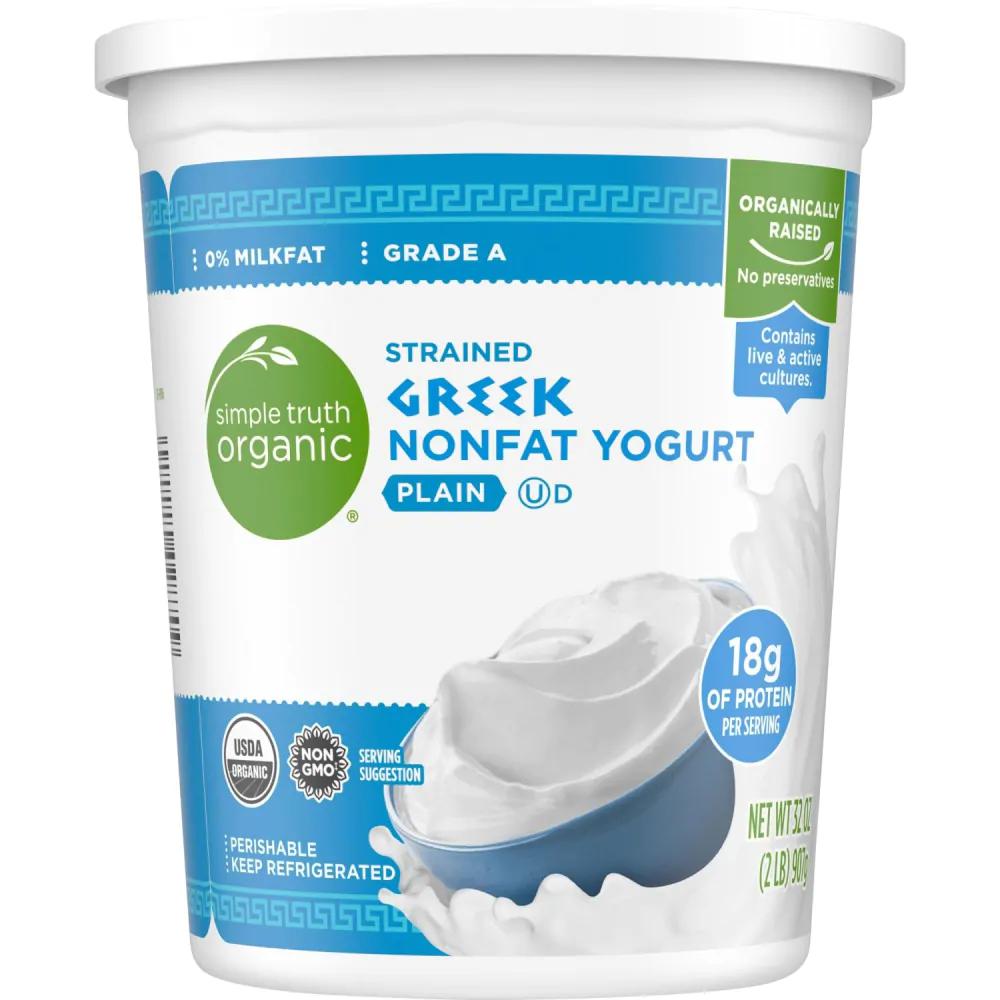 0% MILKFAT
GRADE A
ORGANICALLY
RAISED
No preservatives
Contains
live & active
cultures.
simple truth
organic
®
STRAINED
GREEK
NONFAT YOGURT
PLAIN
Ⓤ D
18g
OF PROTEIN
PER SERVING
USDA
ORGANIC
NON
GMO
SERVING
SUGGESTION
PERISHABLE
KEEP REFRIGERATED
NET WT 32 OZ
(2 LB) 907g